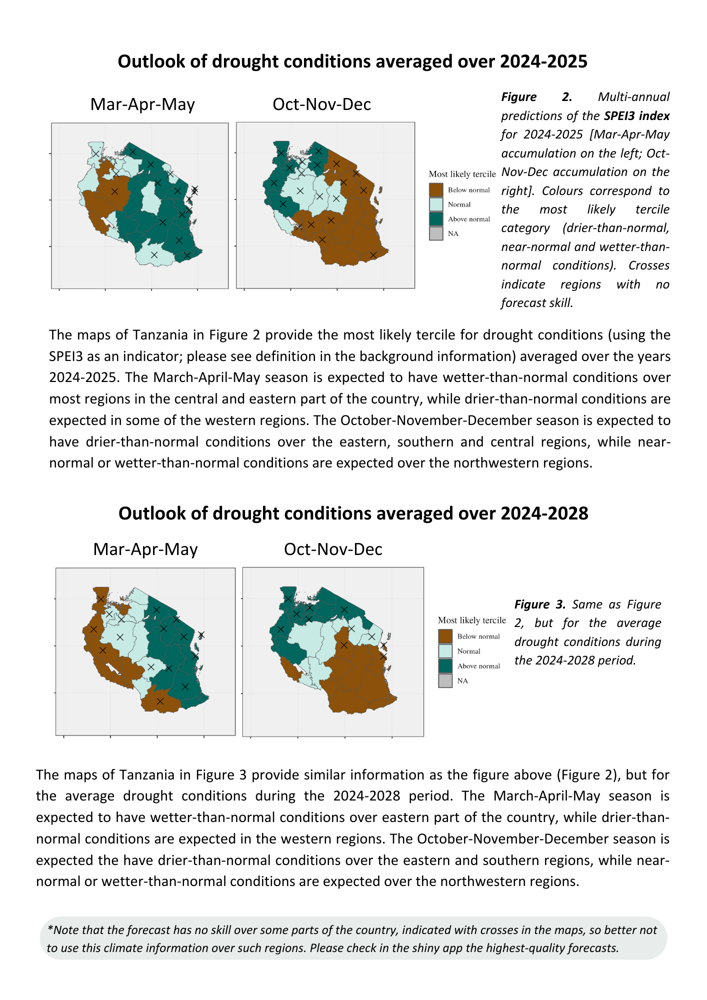 Outlook of drought conditions averaged over 2024-2025
Mar-Apr-May
Oct-Nov-Dec
Most likely tercile
Below normal
Normal
Above normal
NA
Figure 2. Multi-annual
predictions of the SPEI3 index
for 2024-2025 [Mar-Apr-May
accumulation on the left; Oct-
Nov-Dec accumulation on the
right]. Colours correspond to
the most likely tercile
category (drier-than-normal,
near-normal and wetter-than-
normal conditions). Crosses
indicate regions with no
forecast skill.
The maps of Tanzania in Figure 2 provide the most likely tercile for drought conditions (using the
SPEI3 as an indicator; please see definition in the background information) averaged over the years
2024-2025. The March-April-May season is expected to have wetter-than-normal conditions over
most regions in the central and eastern part of the country, while drier-than-normal conditions are
expected in some of the western regions. The October-November-December season is expected to
have drier-than-normal conditions over the eastern, southern and central regions, while near-
normal or wetter-than-normal conditions are expected over the northwestern regions.
Outlook of drought conditions averaged over 2024-2028
Mar-Apr-May
Oct-Nov-Dec
Most likely tercile
Below normal
Normal
Above normal
NA
Figure 3. Same as Figure
2, but for the average
drought conditions during
the 2024-2028 period.
The maps of Tanzania in Figure 3 provide similar information as the figure above (Figure 2), but for
the average drought conditions during the 2024-2028 period. The March-April-May season is
expected to have wetter-than-normal conditions over eastern part of the country, while drier-than-
normal conditions are expected in the western regions. The October-November-December season is
expected the have drier-than-normal conditions over the eastern and southern regions, while near-
normal or wetter-than-normal conditions are expected over the northwestern regions.
*Note that the forecast has no skill over some parts of the country, indicated with crosses in the maps, so better not
to use this climate information over such regions. Please check in the shiny app the highest-quality forecasts.